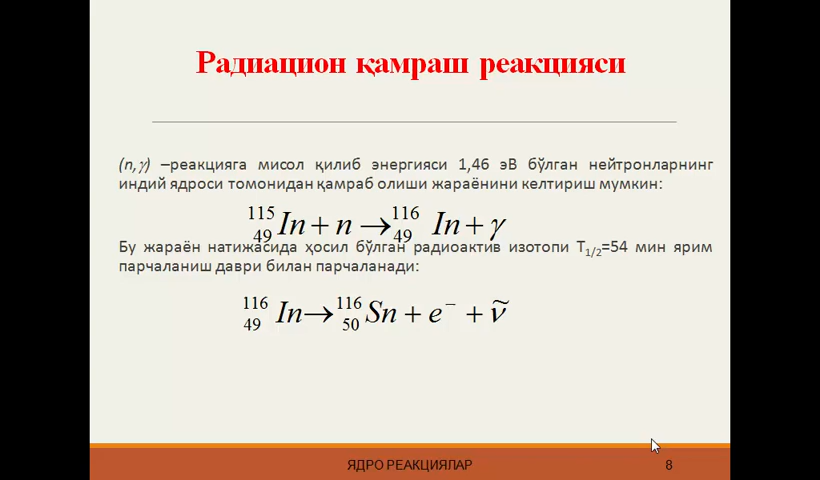 Радиацион қамраш реакцияси
(n,γ) –реакцияга мисол қилиб энергияси 1,46 эВ бўлган нейтронларнинг
индий ядроси томонидан қамраб олиши жараёнини келтириш мумкин:
¹¹⁵₄₉In + n → ¹¹⁶₄₉In + γ
Бу жараён натижасида ҳосил бўлган радиоактив изотопи T₁/₂=54 мин ярим
парчаланиш даври билан парчаланади:
¹¹⁶₄₉In → ¹¹⁶₅₀Sn + e⁻ + ν̃
ЯДРО РЕАКЦИЯЛАР 8